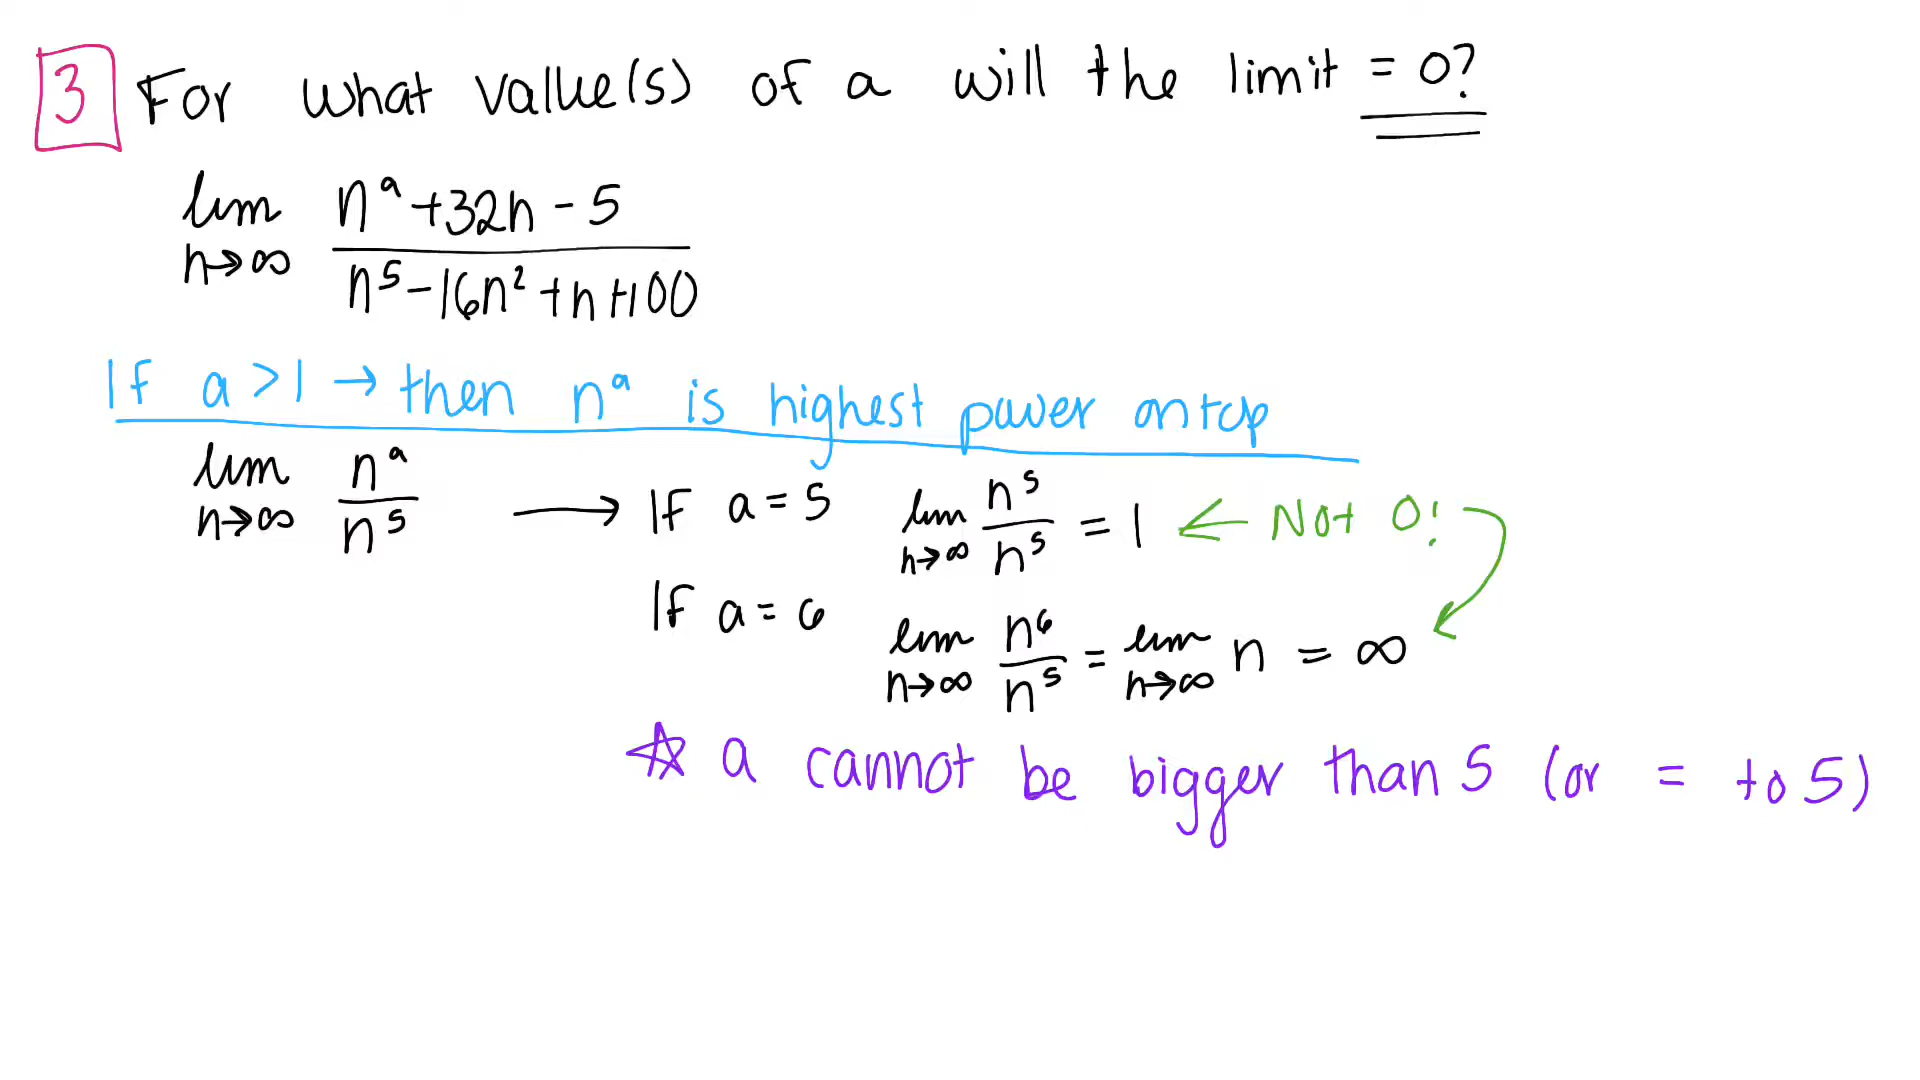 3 For what value(s) of a will the limit = 0?
lim n→∞ (n^a + 32n - 5)/(n^5 - 16n^2 + n + 100)
If a > 1 → then n^a is highest power on top
lim n→∞ n^a/n^5 → If a = 5 lim n→∞ n^5/n^5 = 1 ← Not 0!
If a = 6 lim n→∞ n^6/n^5 = lim n→∞ n = ∞
☆ a cannot be bigger than 5 (or = to 5)